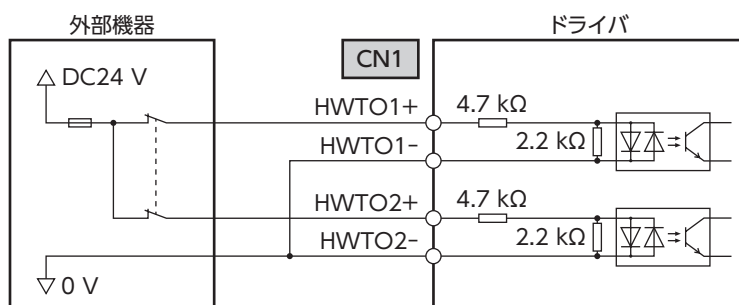 外部機器
ドライバ
CN1
DC24 V
HWTO1+
4.7 kΩ
HWTO1−
2.2 kΩ
HWTO2+
4.7 kΩ
HWTO2−
2.2 kΩ
0 V